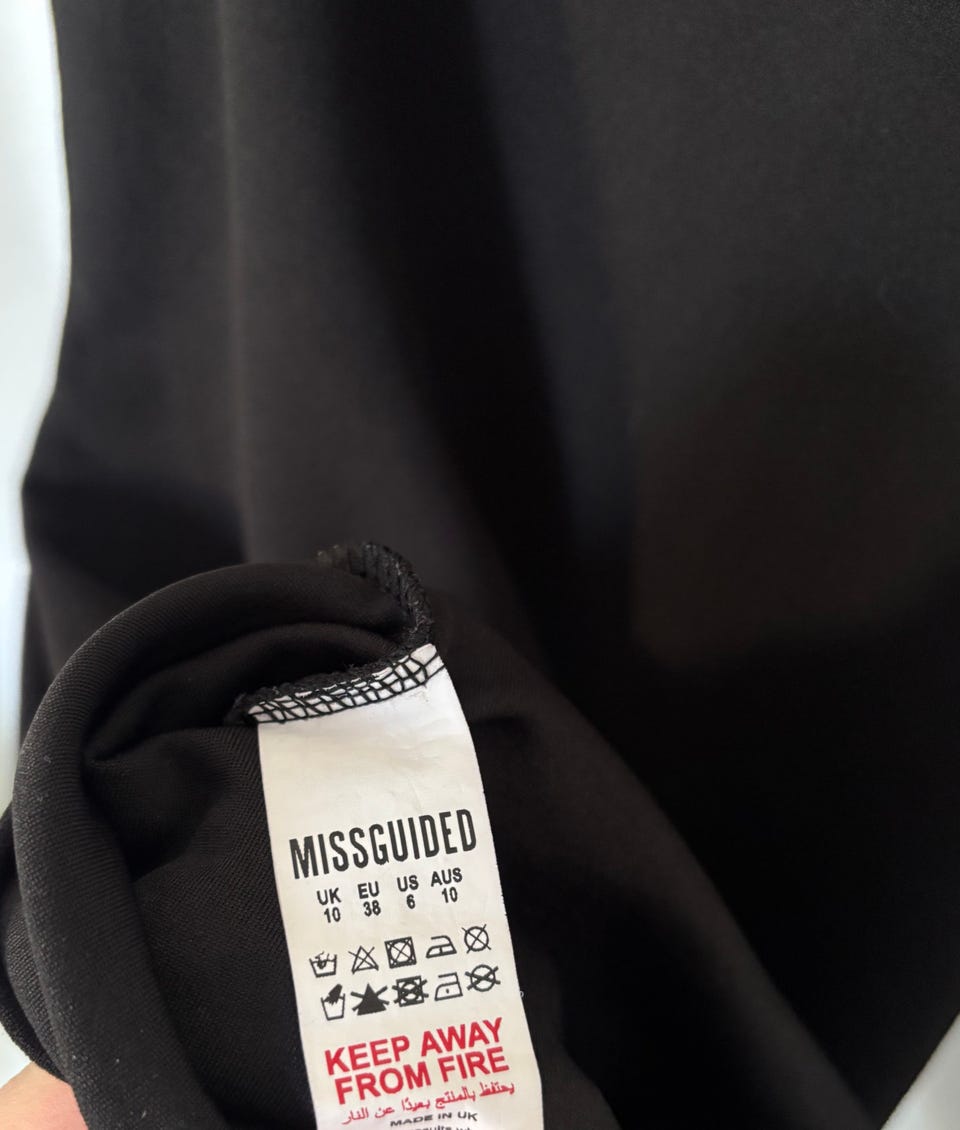 MISSGUIDED
UK EU US AUS
10 38 6 10
KEEP AWAY
FROM FIRE
يحتفظ بالمنتج بعيدًا عن النار
MADE IN UK